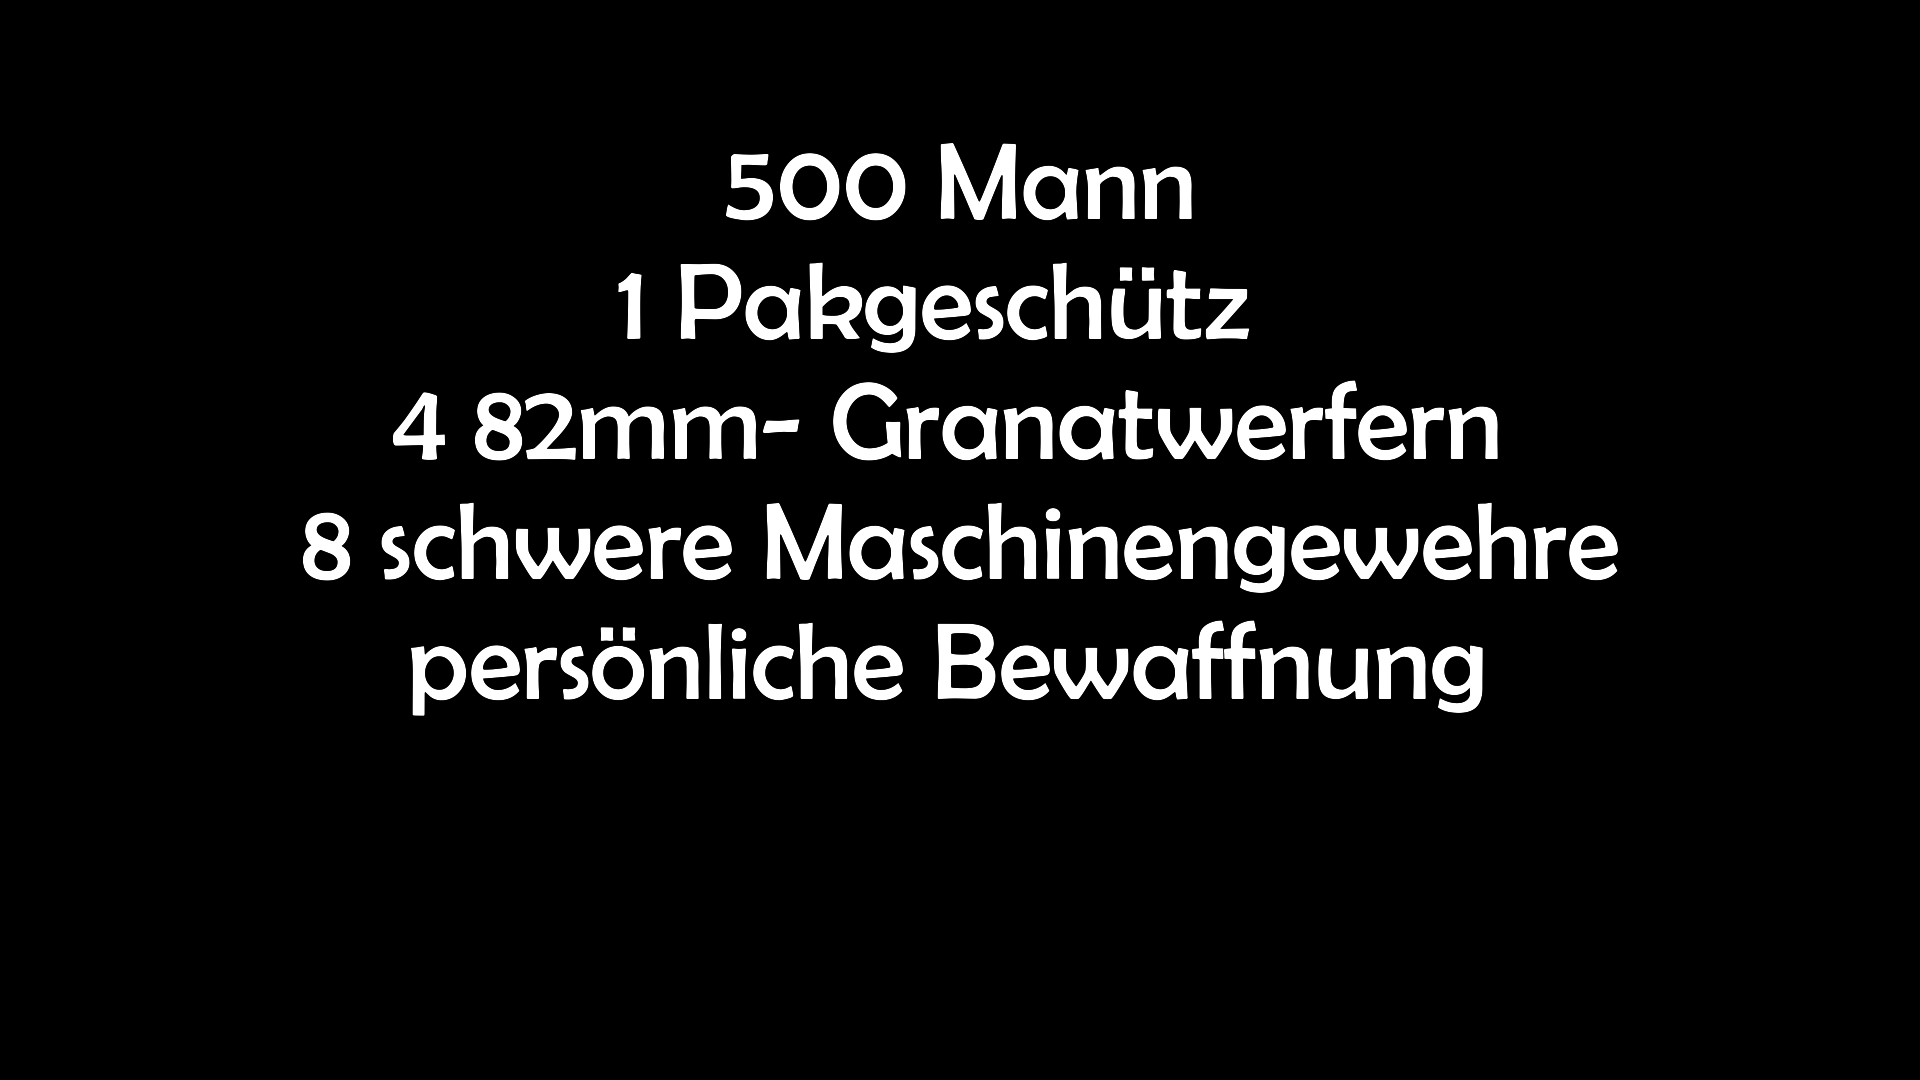 500 Mann
1 Pakgeschütz
4 82mm- Granatwerfern
8 schwere Maschinengewehre
persönliche Bewaffnung